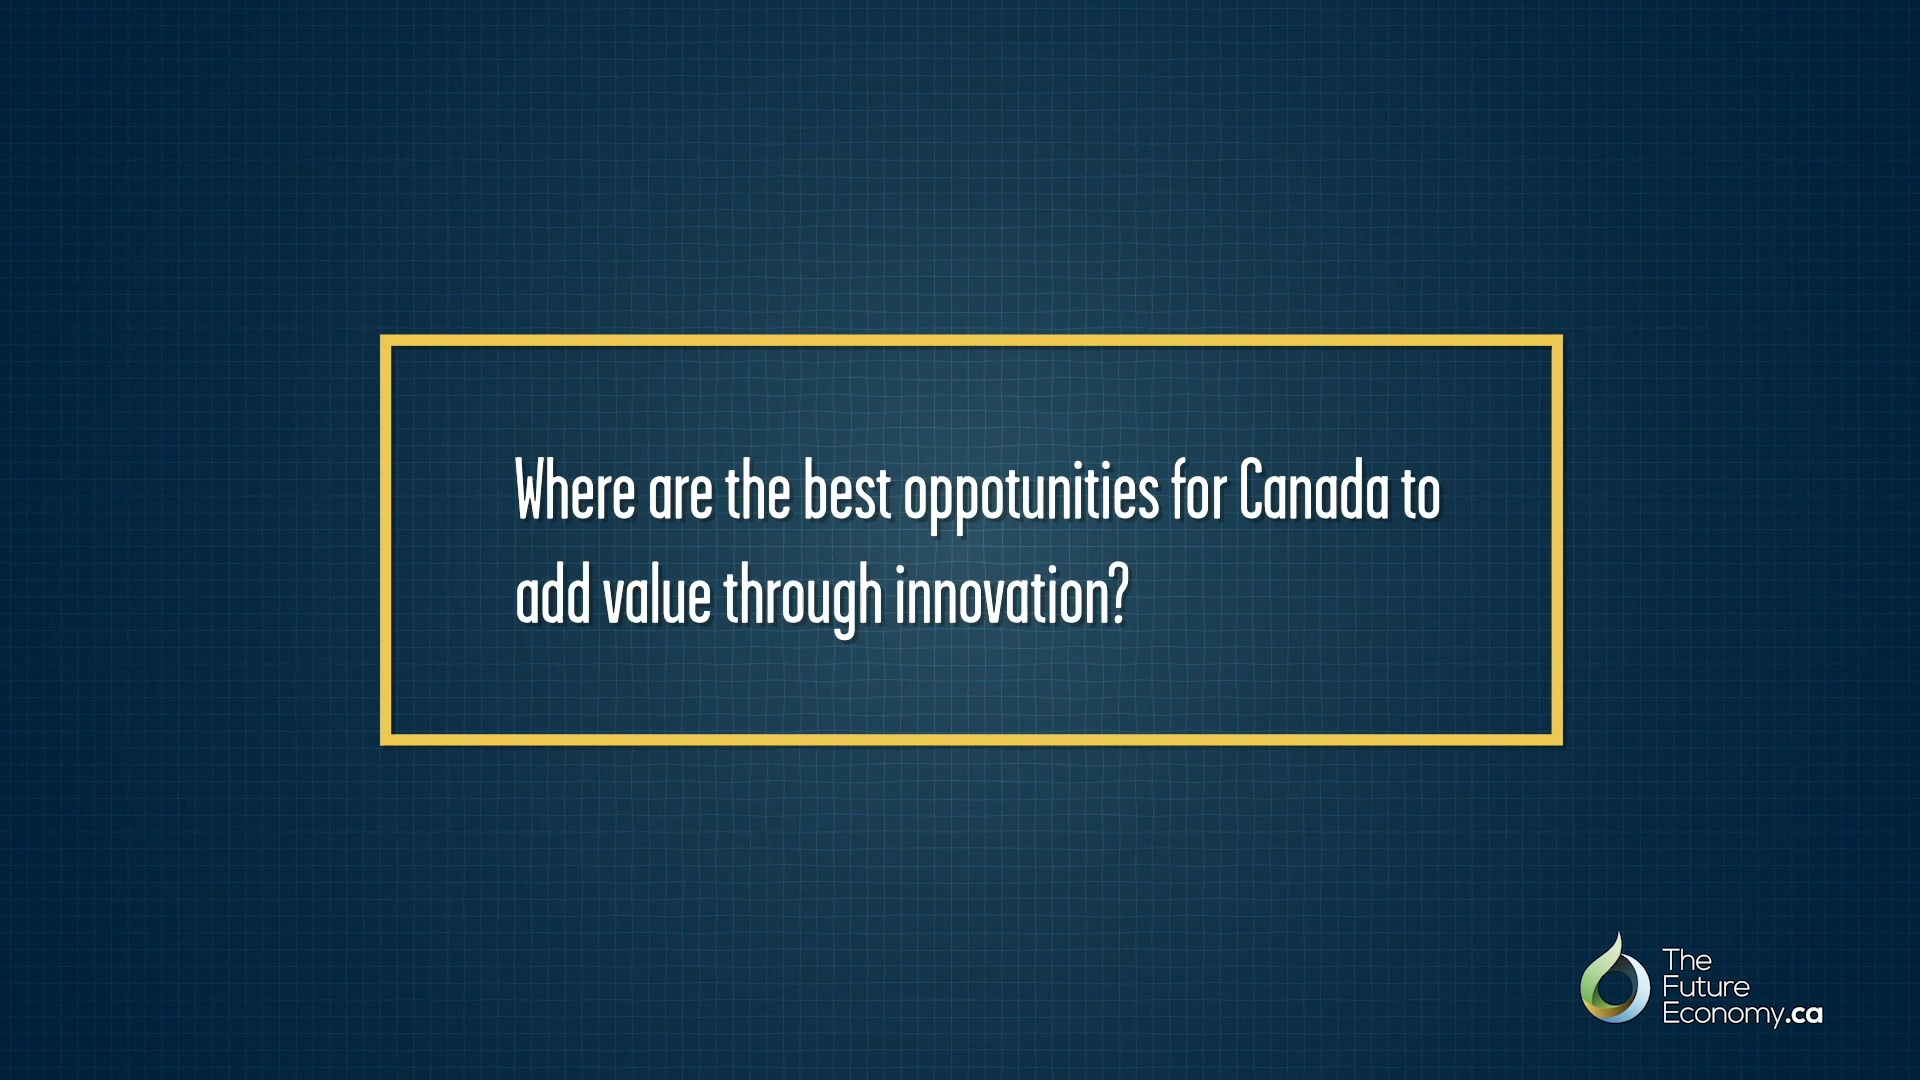 Where are the best oppotunities for Canada to
add value through innovation?
The
Future
Economy.ca